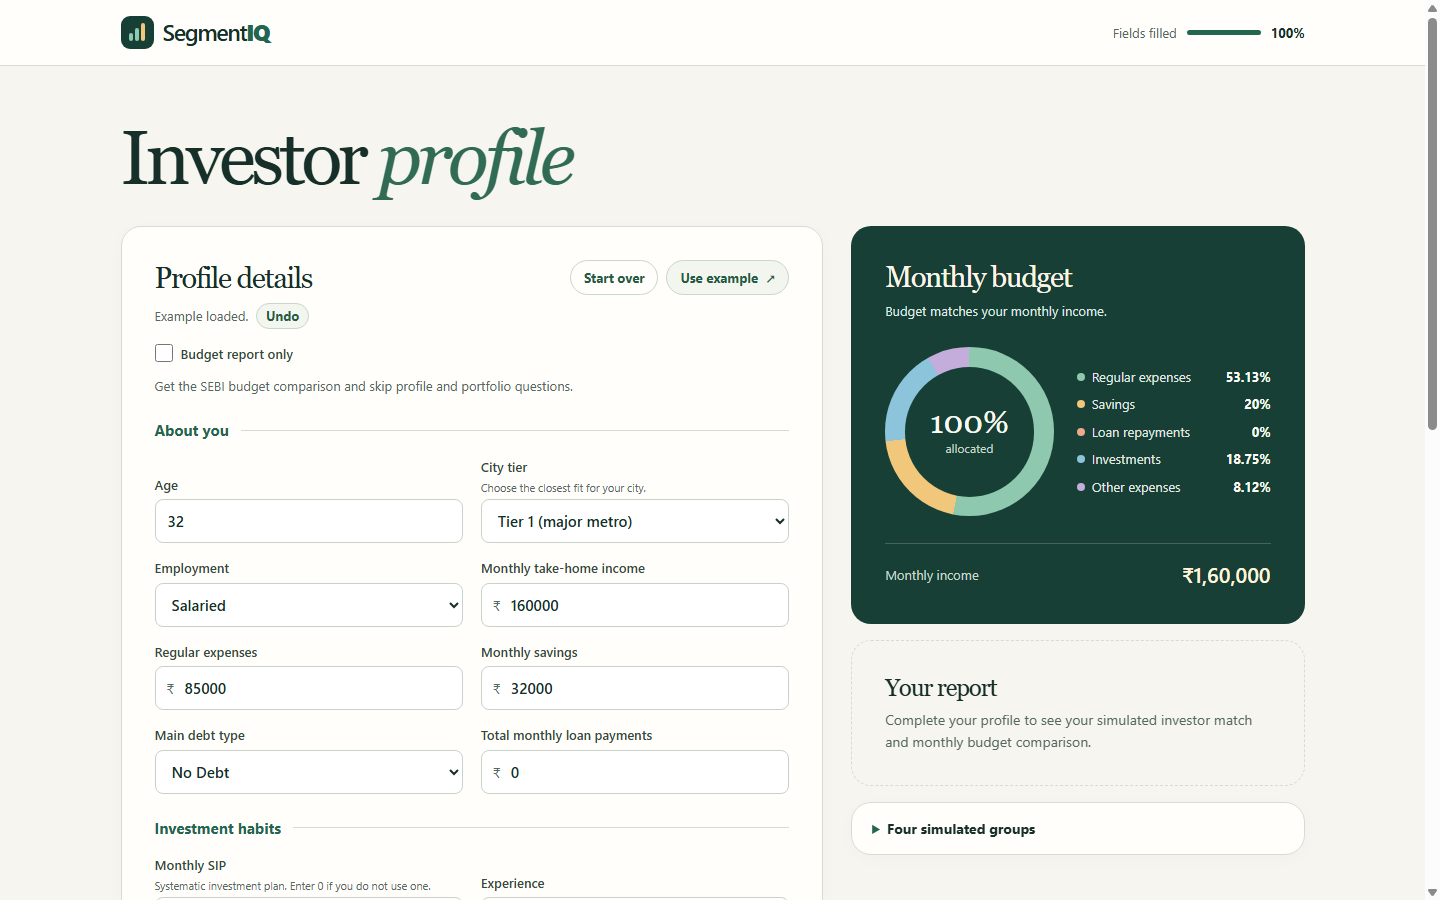 SegmentIQ
Fields filled 100%
Investor profile
Profile details
Start over
Use example ↗
Example loaded. Undo
Budget report only
Get the SEBI budget comparison and skip profile and portfolio questions.
About you
Age
32
City tier
Choose the closest fit for your city.
Tier 1 (major metro)
Employment
Salaried
Monthly take-home income
₹ 160000
Regular expenses
₹ 85000
Monthly savings
₹ 32000
Main debt type
No Debt
Total monthly loan payments
₹ 0
Investment habits
Monthly SIP
Systematic investment plan. Enter 0 if you do not use one.
Experience
Monthly budget
Budget matches your monthly income.
100%
allocated
Regular expenses 53.13%
Savings 20%
Loan repayments 0%
Investments 18.75%
Other expenses 8.12%
Monthly income ₹1,60,000
Your report
Complete your profile to see your simulated investor match
and monthly budget comparison.
▶ Four simulated groups